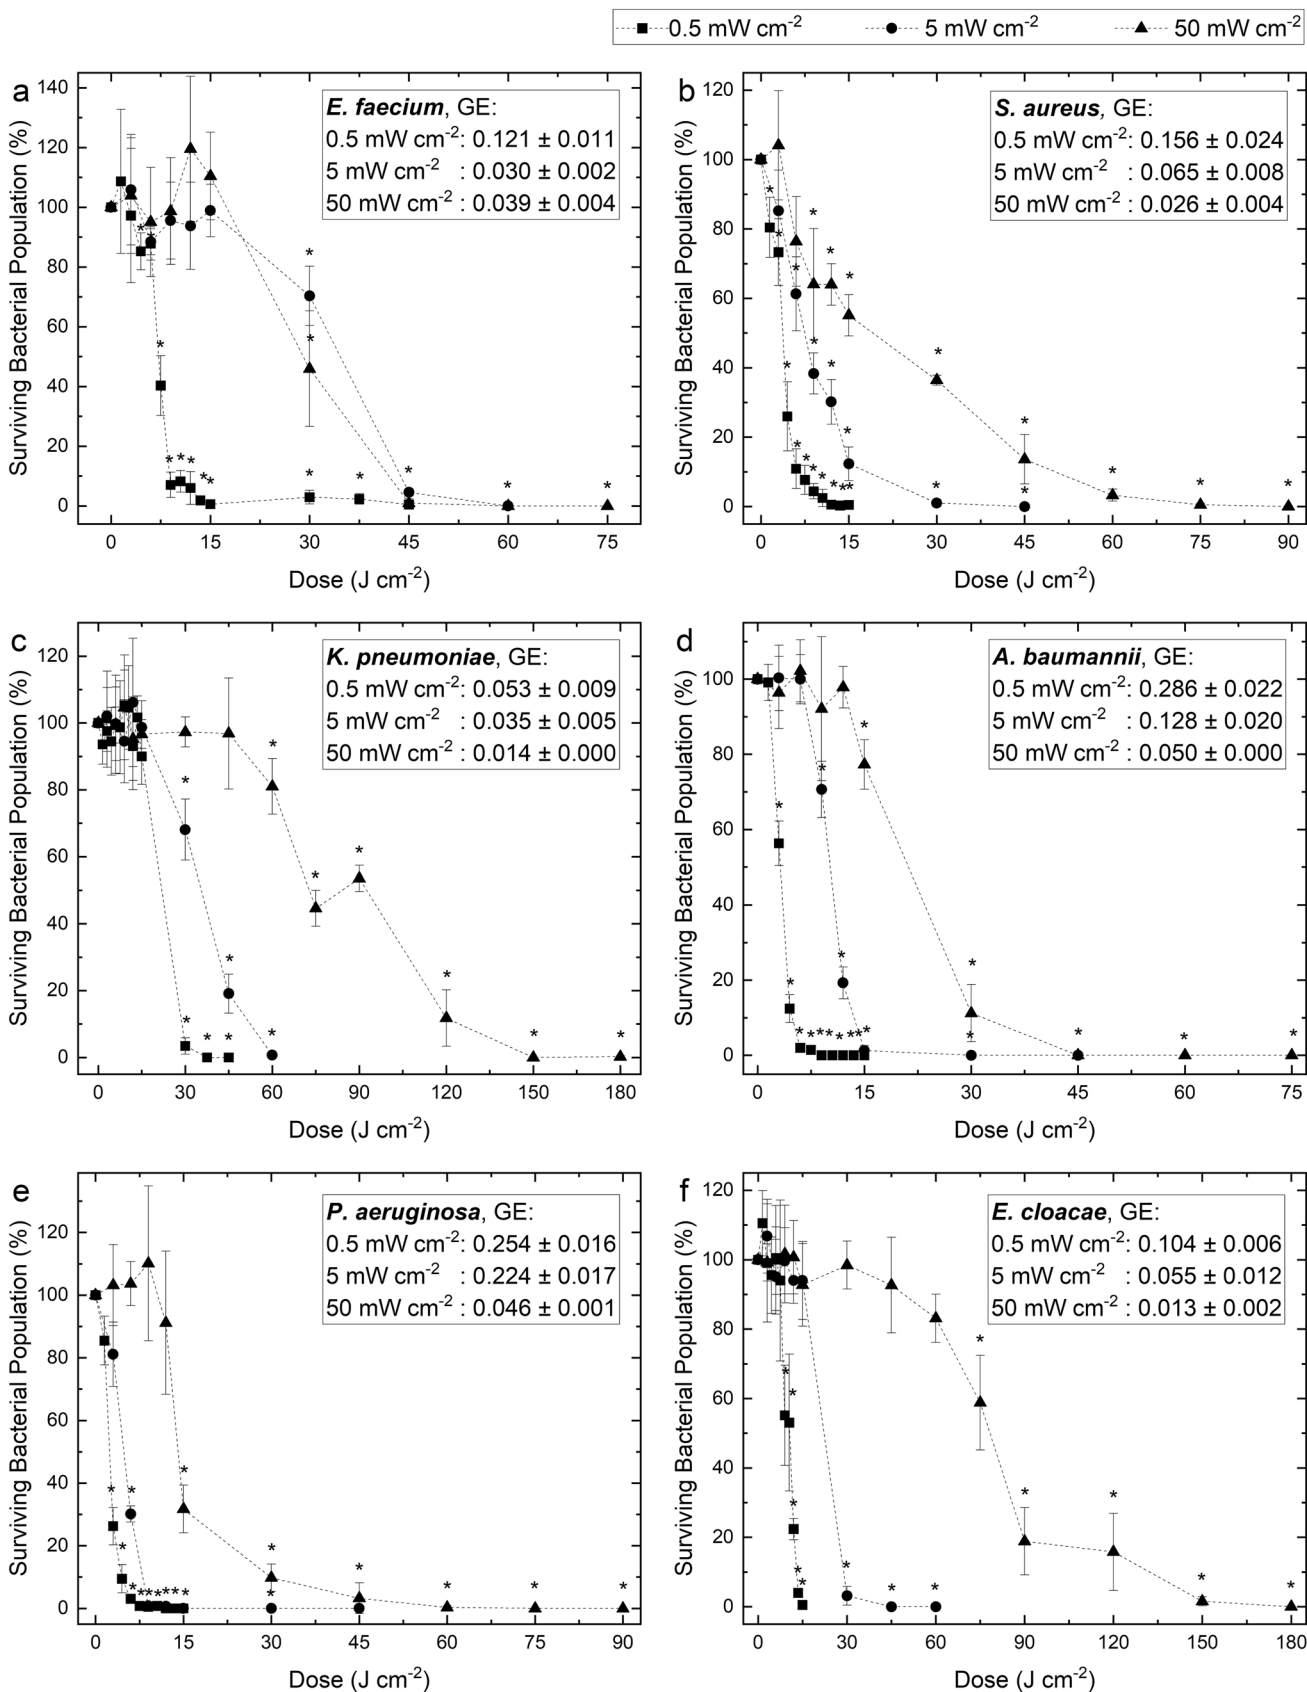 0.5 mW cm-2 5 mW cm-2 50 mW cm-2
a
E. faecium, GE:
0.5 mW cm-2: 0.121 ± 0.011
5 mW cm-2 : 0.030 ± 0.002
50 mW cm-2 : 0.039 ± 0.004
Surviving Bacterial Population (%)
140
120
100
80
60
40
20
0
0 15 30 45 60 75
Dose (J cm-2)
b
S. aureus, GE:
0.5 mW cm-2: 0.156 ± 0.024
5 mW cm-2 : 0.065 ± 0.008
50 mW cm-2 : 0.026 ± 0.004
Surviving Bacterial Population (%)
120
100
80
60
40
20
0
0 15 30 45 60 75 90
Dose (J cm-2)
c
K. pneumoniae, GE:
0.5 mW cm-2: 0.053 ± 0.009
5 mW cm-2 : 0.035 ± 0.005
50 mW cm-2 : 0.014 ± 0.000
Surviving Bacterial Population (%)
120
100
80
60
40
20
0
0 30 60 90 120 150 180
Dose (J cm-2)
d
A. baumannii, GE:
0.5 mW cm-2: 0.286 ± 0.022
5 mW cm-2 : 0.128 ± 0.020
50 mW cm-2 : 0.050 ± 0.000
Surviving Bacterial Population (%)
100
80
60
40
20
0
0 15 30 45 60 75
Dose (J cm-2)
e
P. aeruginosa, GE:
0.5 mW cm-2: 0.254 ± 0.016
5 mW cm-2 : 0.224 ± 0.017
50 mW cm-2 : 0.046 ± 0.001
Surviving Bacterial Population (%)
120
100
80
60
40
20
0
0 15 30 45 60 75 90
Dose (J cm-2)
f
E. cloacae, GE:
0.5 mW cm-2: 0.104 ± 0.006
5 mW cm-2 : 0.055 ± 0.012
50 mW cm-2 : 0.013 ± 0.002
Surviving Bacterial Population (%)
120
100
80
60
40
20
0
0 30 60 90 120 150 180
Dose (J cm-2)